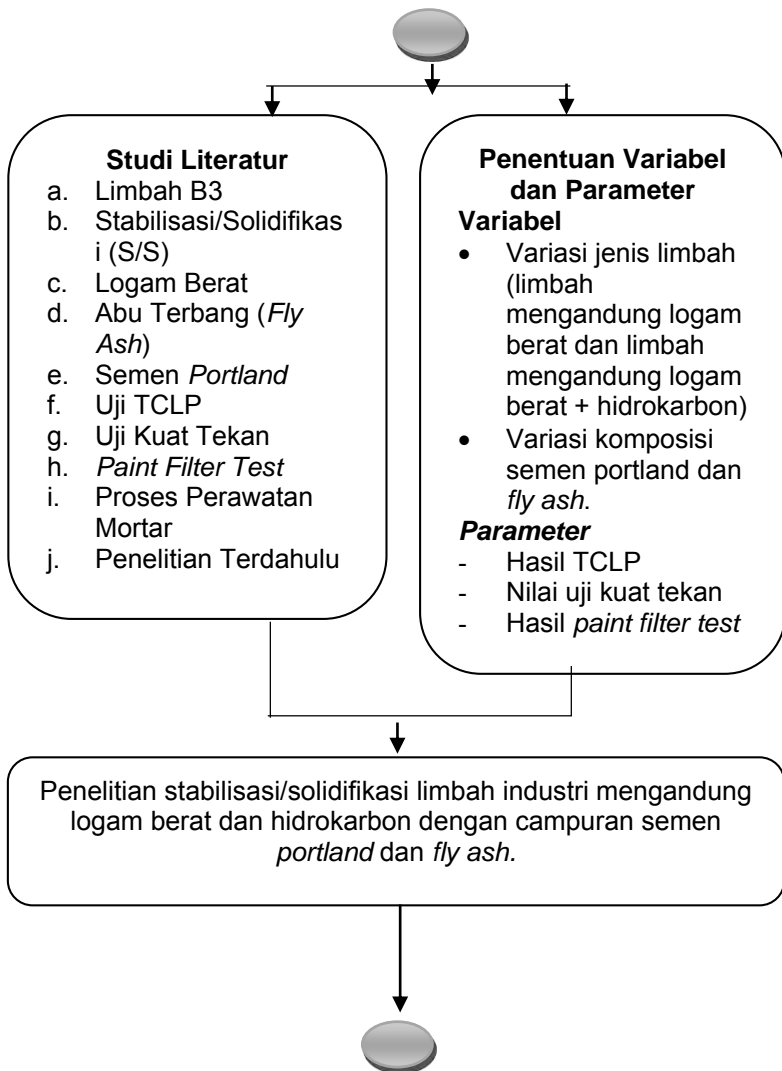 Studi Literatur
a. Limbah B3
b. Stabilisasi/Solidifikas
i (S/S)
c. Logam Berat
d. Abu Terbang (Fly
Ash)
e. Semen Portland
f. Uji TCLP
g. Uji Kuat Tekan
h. Paint Filter Test
i. Proses Perawatan
Mortar
j. Penelitian Terdahulu
Penentuan Variabel
dan Parameter
Variabel
• Variasi jenis limbah
(limbah
mengandung logam
berat dan limbah
mengandung logam
berat + hidrokarbon)
• Variasi komposisi
semen portland dan
fly ash.
Parameter
- Hasil TCLP
- Nilai uji kuat tekan
- Hasil paint filter test
Penelitian stabilisasi/solidifikasi limbah industri mengandung
logam berat dan hidrokarbon dengan campuran semen
portland dan fly ash.